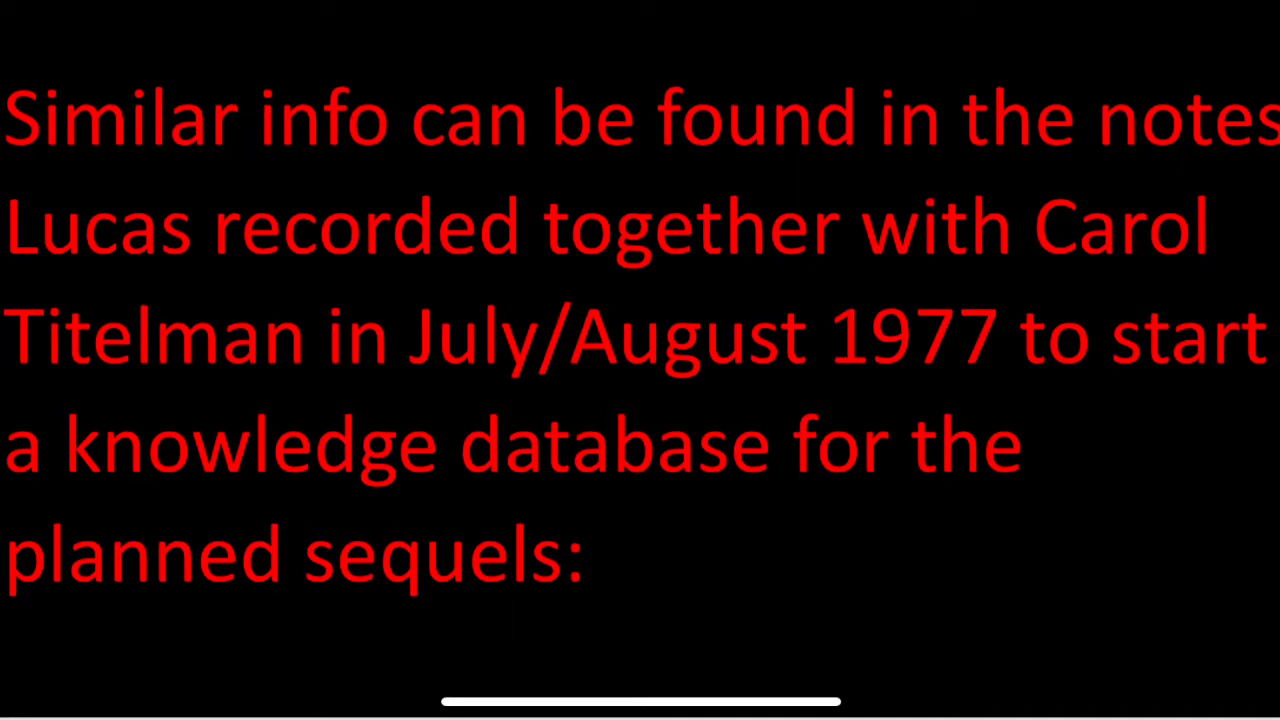 Similar info can be found in the notes
Lucas recorded together with Carol
Titelman in July/August 1977 to start
a knowledge database for the
planned sequels: